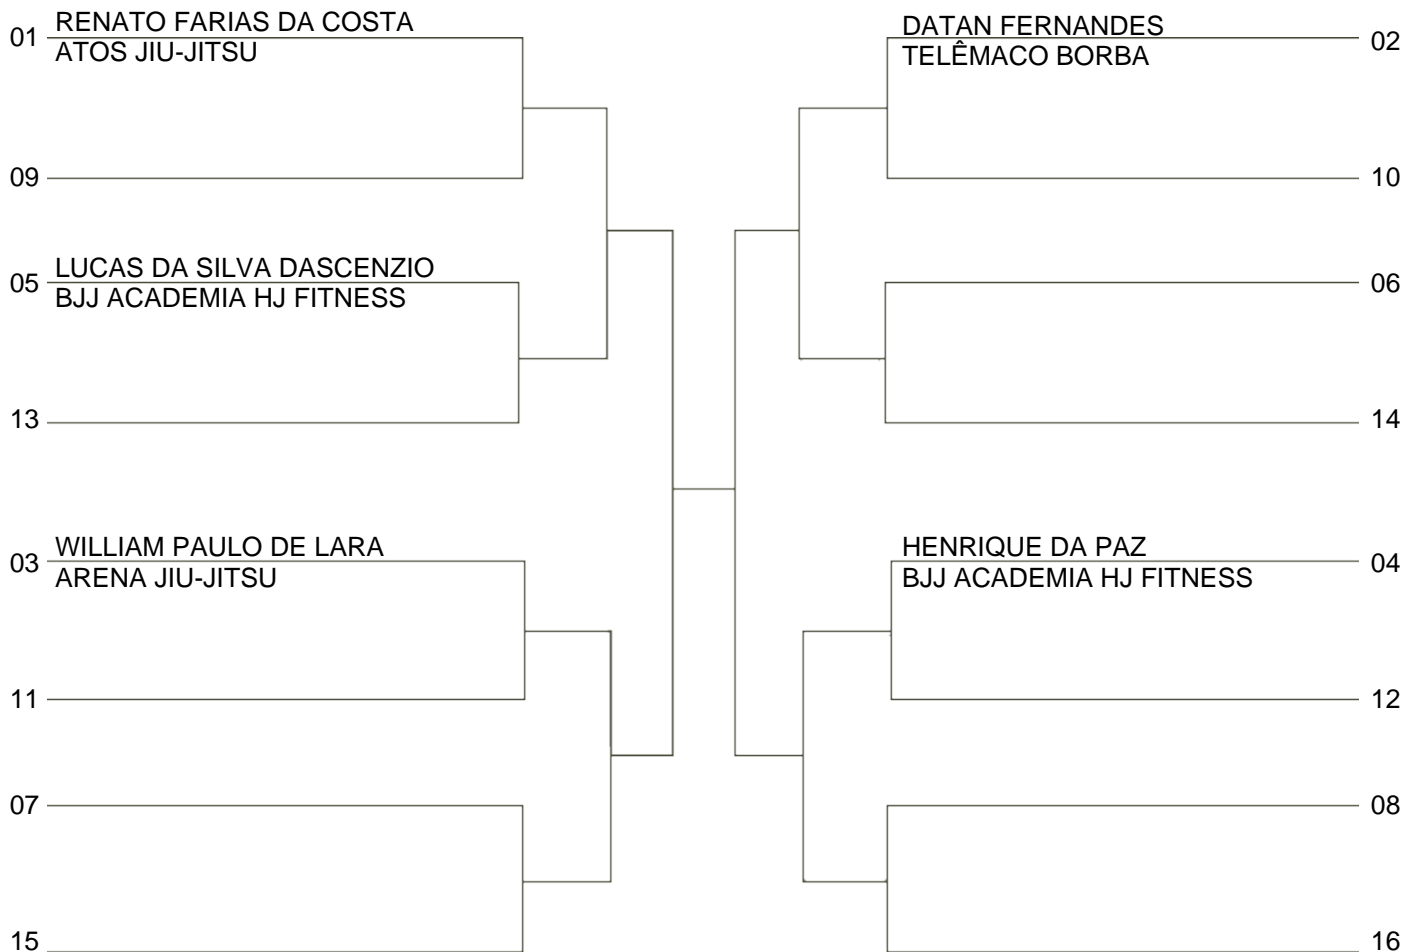 01
RENATO FARIAS DA COSTA
ATOS JIU-JITSU
09
05
LUCAS DA SILVA DASCENZIO
BJJ ACADEMIA HJ FITNESS
13
03
WILLIAM PAULO DE LARA
ARENA JIU-JITSU
11
07
15
DATAN FERNANDES
TELÊMACO BORBA
02
10
06
14
HENRIQUE DA PAZ
BJJ ACADEMIA HJ FITNESS
04
12
08
16